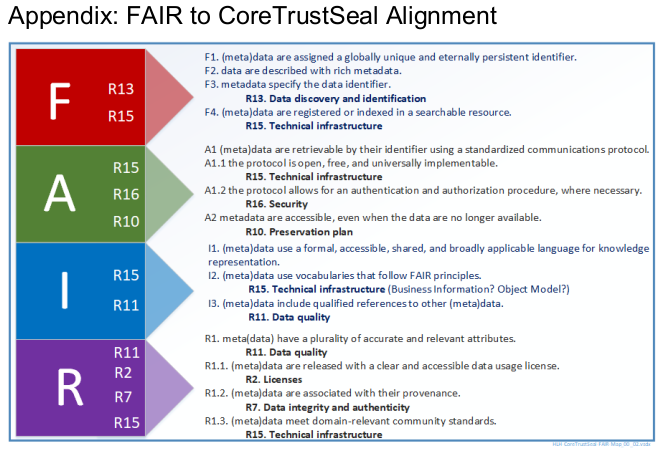 Appendix: FAIR to CoreTrustSeal Alignment
F
R13
R15
F1. (meta)data are assigned a globally unique and eternally persistent identifier.
F2. data are described with rich metadata.
F3. metadata specify the data identifier.
R13. Data discovery and identification
F4. (meta)data are registered or indexed in a searchable resource.
R15. Technical infrastructure
A
R15
R16
R10
A1 (meta)data are retrievable by their identifier using a standardized communications protocol.
A1.1 the protocol is open, free, and universally implementable.
R15. Technical infrastructure
A1.2 the protocol allows for an authentication and authorization procedure, where necessary.
R16. Security
A2 metadata are accessible, even when the data are no longer available.
R10. Preservation plan
I
R15
R11
I1. (meta)data use a formal, accessible, shared, and broadly applicable language for knowledge
representation.
I2. (meta)data use vocabularies that follow FAIR principles.
R15. Technical infrastructure (Business Information? Object Model?)
I3. (meta)data include qualified references to other (meta)data.
R11. Data quality
R
R11
R2
R7
R15
R1. meta(data) have a plurality of accurate and relevant attributes.
R11. Data quality
R1.1. (meta)data are released with a clear and accessible data usage license.
R2. Licenses
R1.2. (meta)data are associated with their provenance.
R7. Data integrity and authenticity
R1.3. (meta)data meet domain-relevant community standards.
R15. Technical infrastructure
CoreTrustSeal FAIR Map 00_02